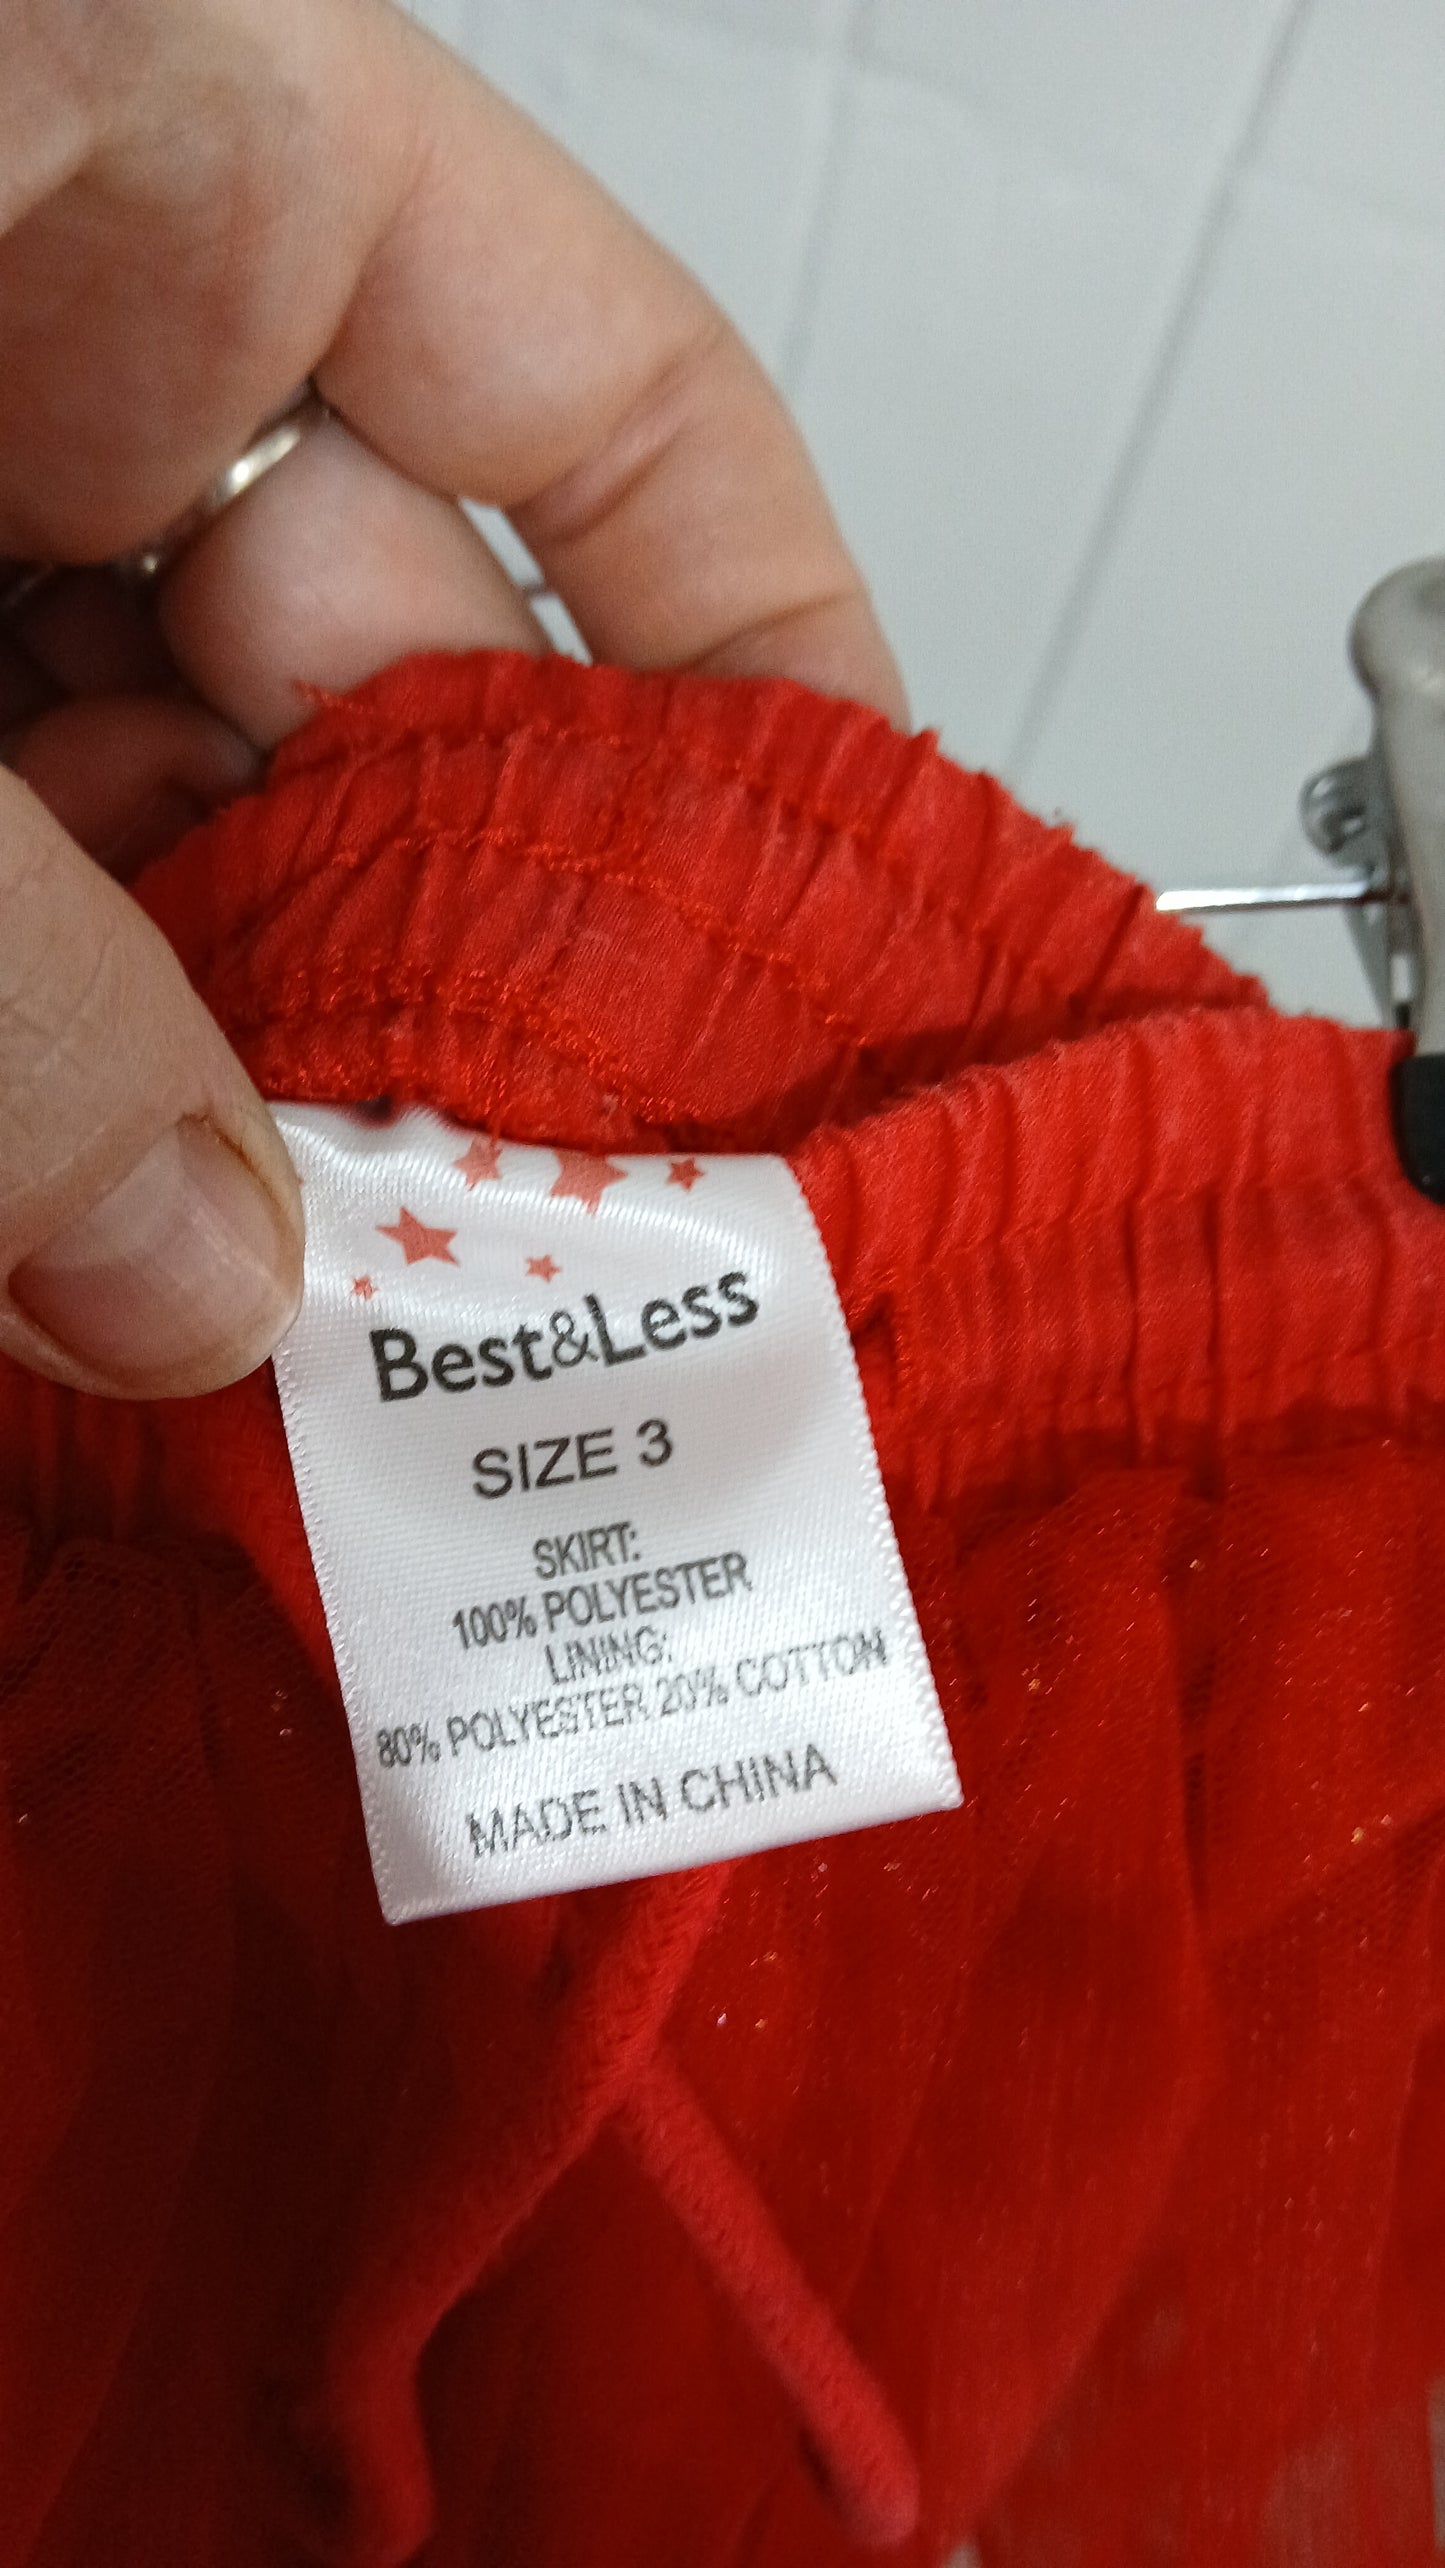 Best&Less
SIZE 3
SKIRT:
100% POLYESTER
LINING:
80% POLYESTER 20% COTTON
MADE IN CHINA